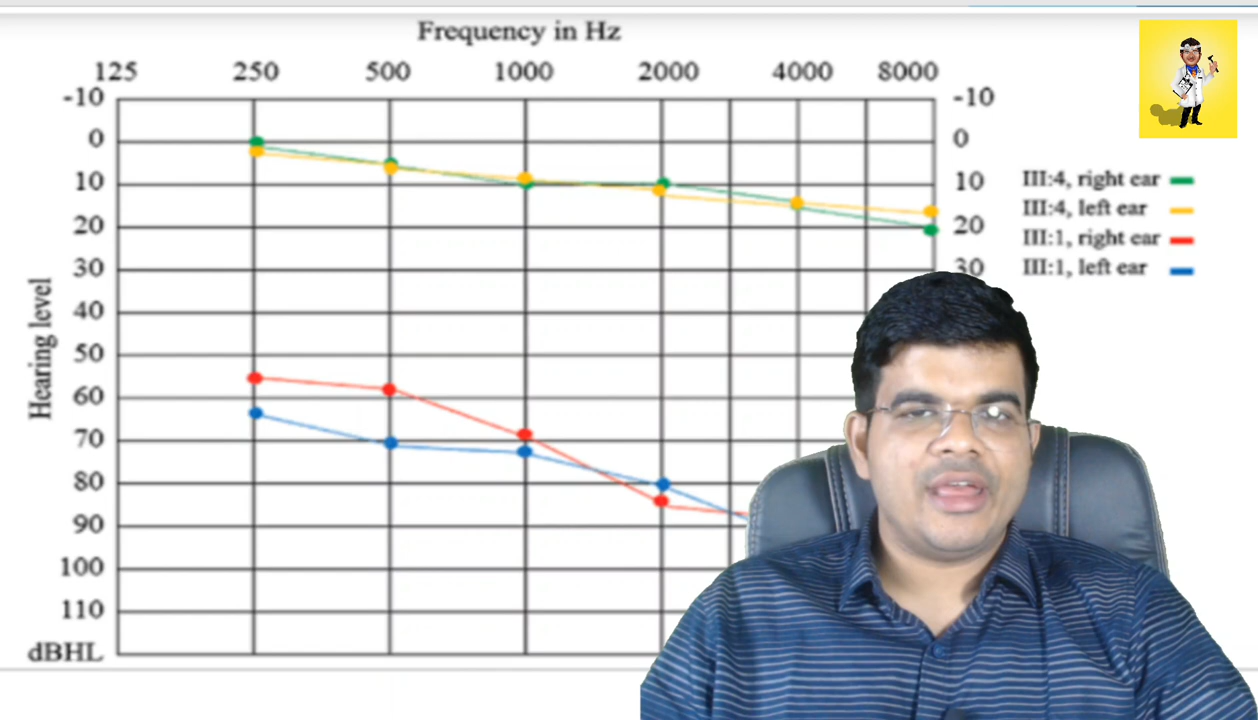 Frequency in Hz
125 250 500 1000 2000 4000 8000
-10 -10
0 0
10 10
20 20
30 30
40
50
60
70
80
90
100
110
dBHL
Hearing level
III:4, right ear
III:4, left ear
III:1, right ear
III:1, left ear